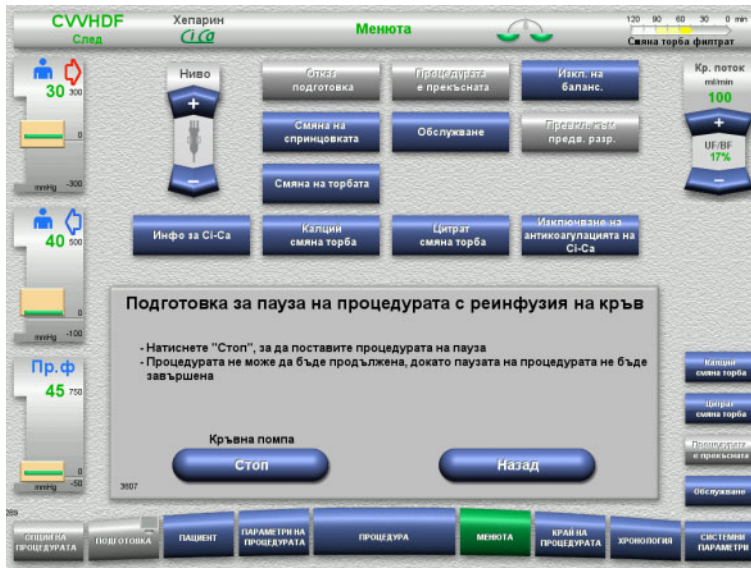 CVVHDF
След
Хепарин
CiCa
Менюта
120 90 60 30 0 min
Смяна торба филтрат
30 300
0
mmHg -300
40 500
0
mmHg -100
Пр.ф
45 750
0
mmHg -50
Ниво
+
−
Отказ
подготовка
Процедурата
е прекъсната
Изкл. на
баланс.
Смяна на
спринцовката
Обслужване
Превкл. към
предв. разр.
Смяна на торбата
Инфо за Ci-Ca
Калций
смяна торба
Цитрат
смяна торба
Изключване на
антикоагулацията на
Ci-Ca
Кр. поток
ml/min
100
+
UF/BF
17%
−
Подготовка за пауза на процедурата с реинфузия на кръв
- Натиснете "Стоп", за да поставите процедурата на пауза
- Процедурата не може да бъде продължена, докато паузата на процедурата не бъде
завършена
Кръвна помпа
Стоп
Назад
3607
Калций
смяна торба
Цитрат
смяна торба
Процедурата
е прекъсната
Обслужване
289
ОПЦИИ НА
ПРОЦЕДУРАТА
ПОДГОТОВКА
ПАЦИЕНТ
ПАРАМЕТРИ НА
ПРОЦЕДУРАТА
ПРОЦЕДУРА
МЕНЮТА
КРАЙ НА
ПРОЦЕДУРАТА
ХРОНОЛОГИЯ
СИСТЕМНИ
ПАРАМЕТРИ